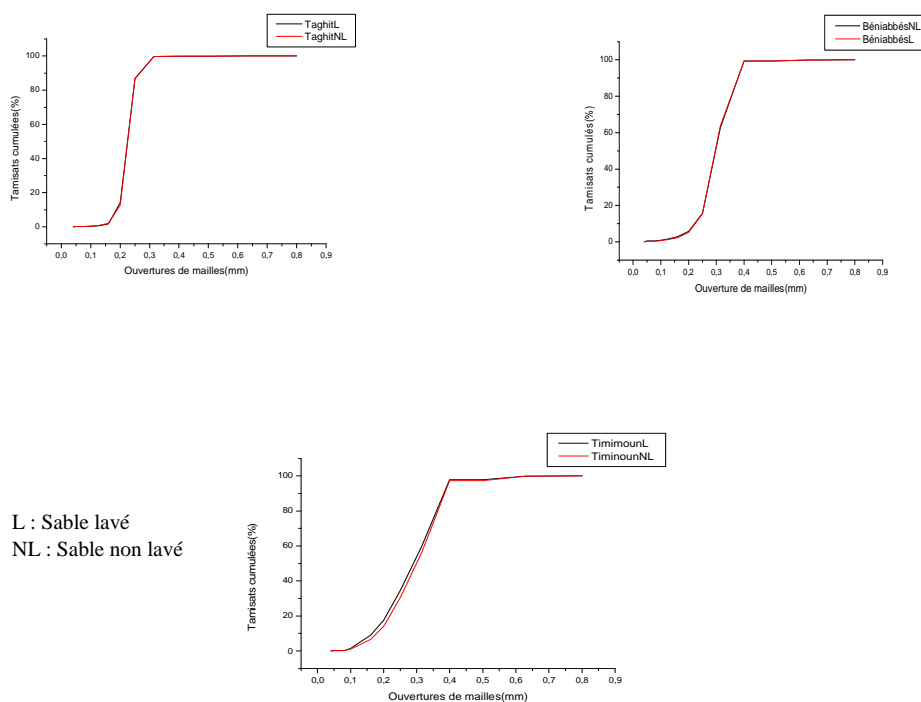 TaghitL
TaghitNL
100
80
60
40
20
0
Tamisats cumulées(%)
0,0 0,1 0,2 0,3 0,4 0,5 0,6 0,7 0,8 0,9
Ouvertures de mailles(mm)
BéniabbésNL
BéniabbésL
100
80
60
40
20
0
Tamisats cumulés(%)
0,0 0,1 0,2 0,3 0,4 0,5 0,6 0,7 0,8 0,9
Ouverture de mailles(mm)
TimimounL
TiminounNL
100
80
60
40
20
0
Tamisats cumulées(%)
0,0 0,1 0,2 0,3 0,4 0,5 0,6 0,7 0,8 0,9
Ouvertures de mailles(mm)
L : Sable lavé
NL : Sable non lavé